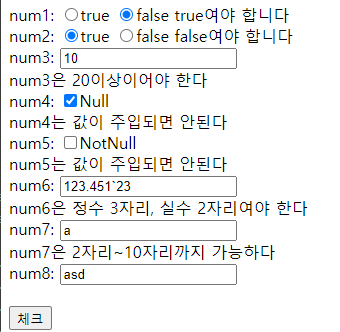 num1: true false true여야 합니다
num2: true false false여야 합니다
num3: 10
num3은 20이상이어야 한다
num4: Null
num4는 값이 주입되면 안된다
num5: NotNull
num5는 값이 주입되면 안된다
num6: 123.451`23
num6은 정수 3자리, 실수 2자리여야 한다
num7: a
num7은 2자리~10자리까지 가능하다
num8: asd
체크